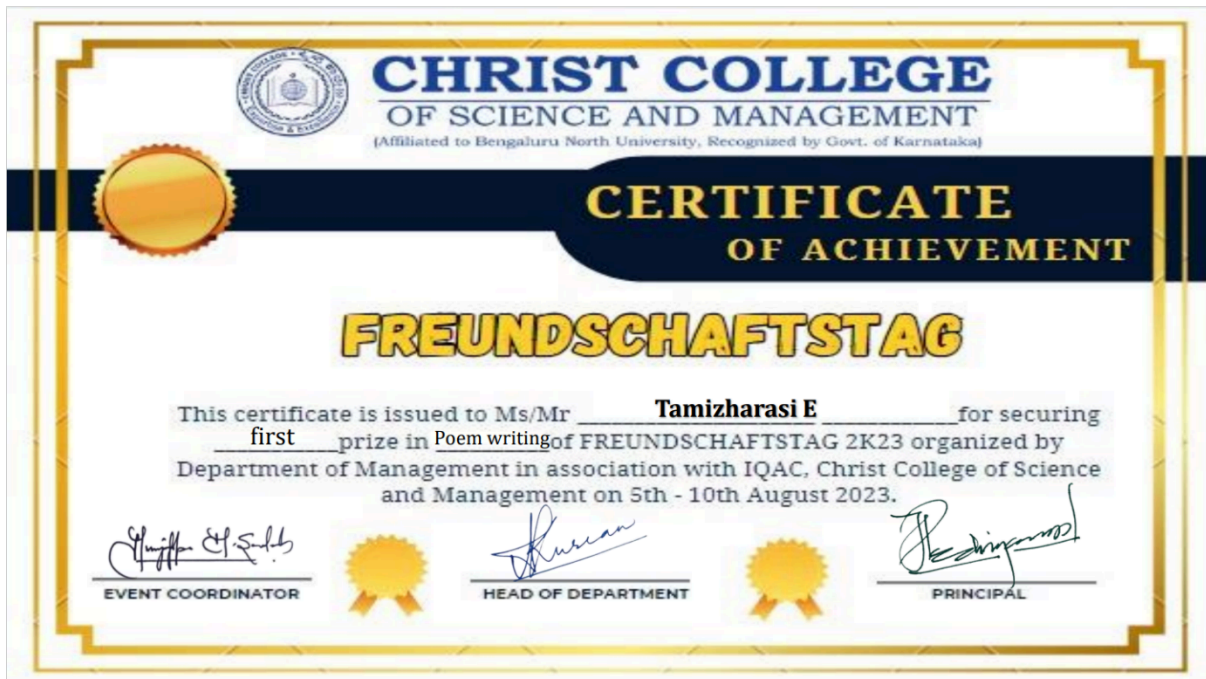 CHRIST COLLEGE
OF SCIENCE AND MANAGEMENT
(Affiliated to Bengaluru North University, Recognized by Govt. of Karnataka)
CERTIFICATE
OF ACHIEVEMENT
FREUNDSCHAFTSTAG
This certificate is issued to Ms/Mr Tamizharasi E for securing
first prize in Poem writing of FREUNDSCHAFTSTAG 2K23 organized by
Department of Management in association with IQAC, Christ College of Science
and Management on 5th - 10th August 2023.
EVENT COORDINATOR
HEAD OF DEPARTMENT
PRINCIPAL